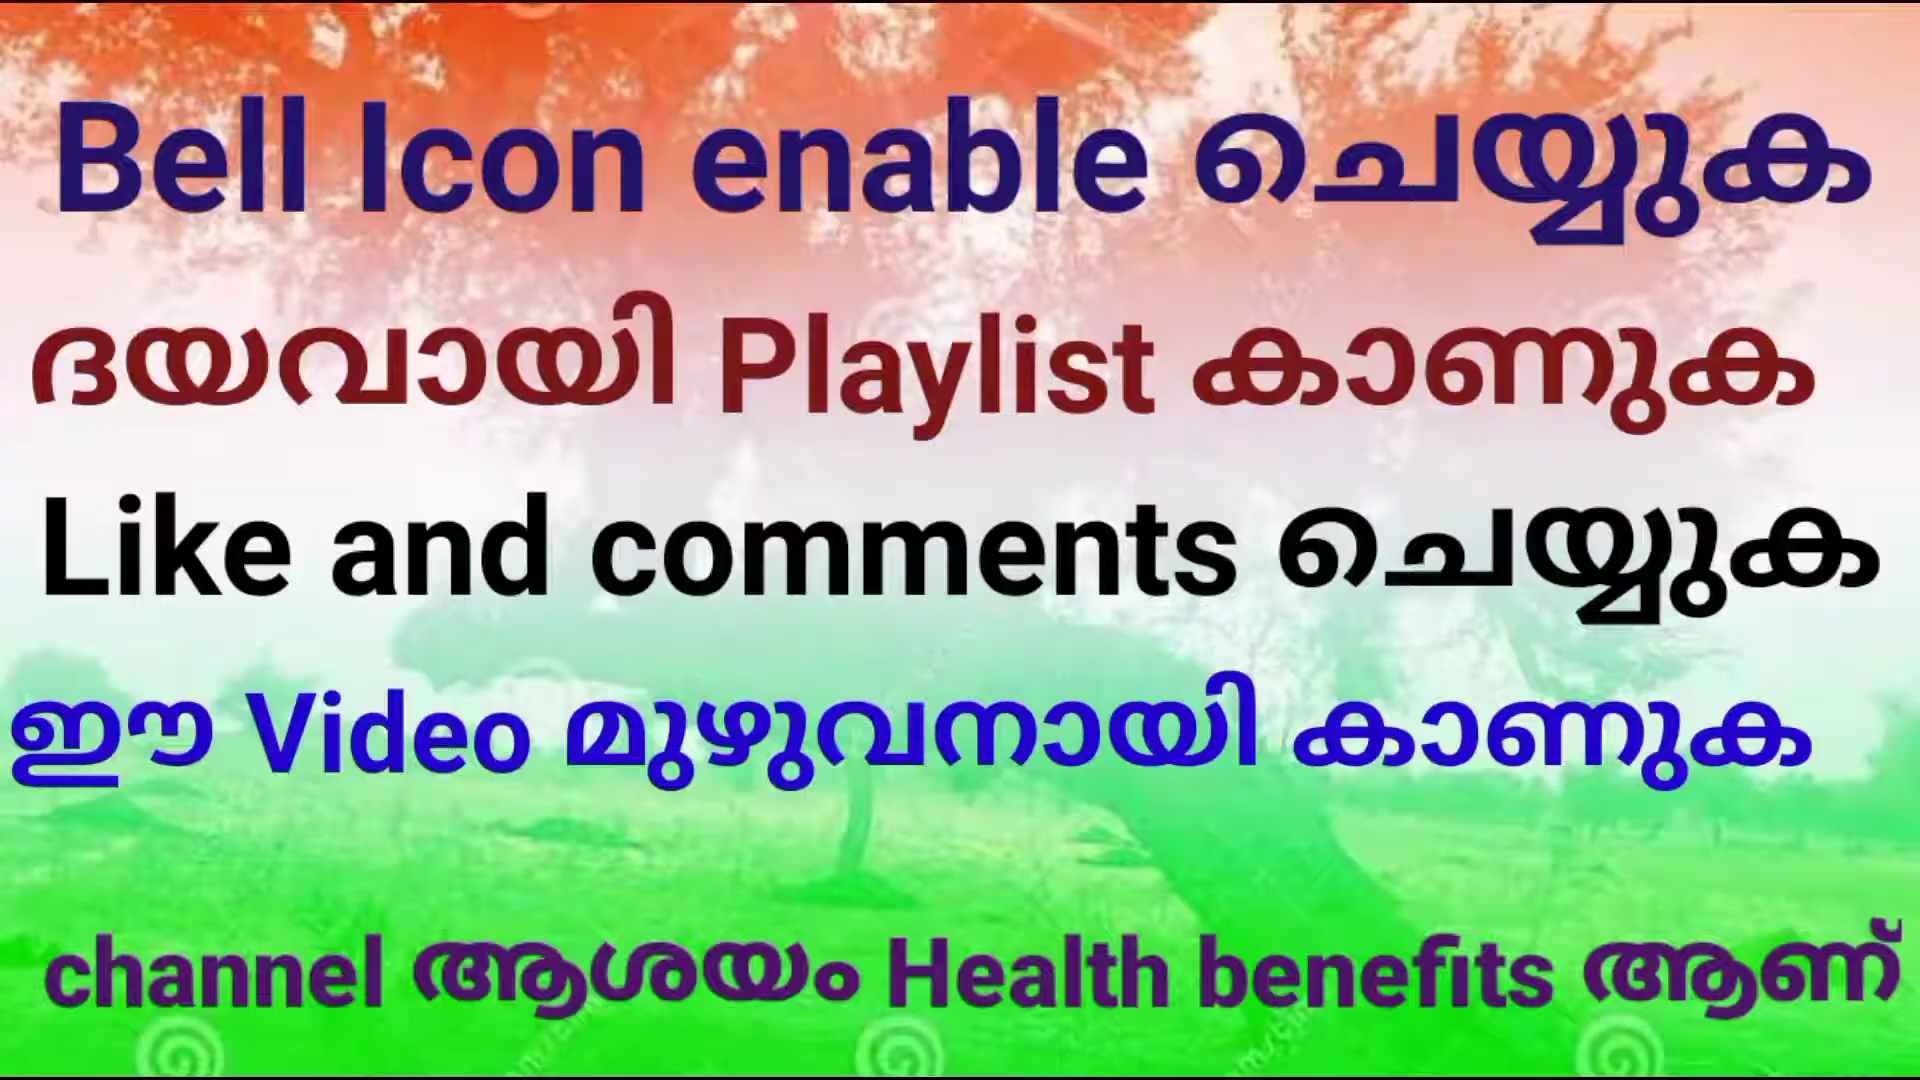 Bell Icon enable ചെയ്യുക
ദയവായി Playlist കാണുക
Like and comments ചെയ്യുക
ഈ Video മുഴുവനായി കാണുക
channel ആശയം Health benefits ആണ്